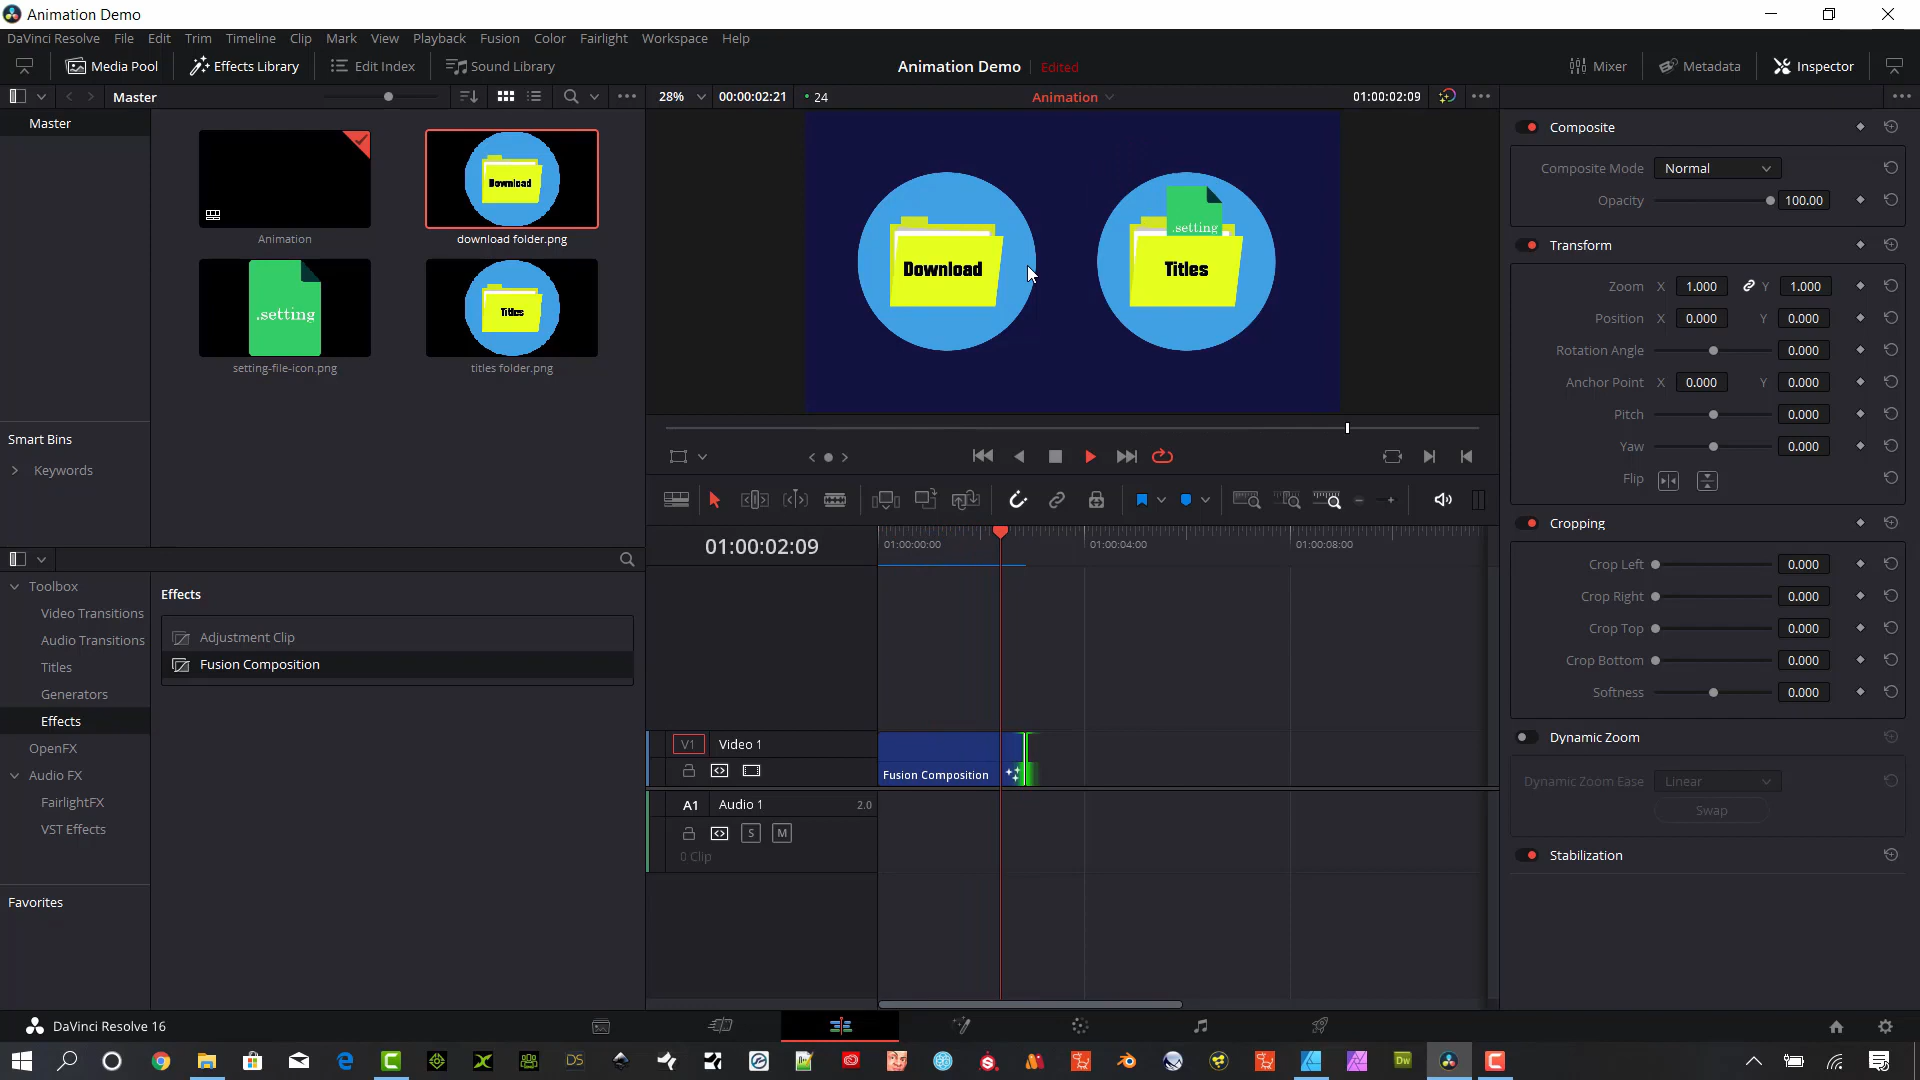 Animation Demo
DaVinci Resolve File Edit Trim Timeline Clip Mark View Playback Fusion Color Fairlight Workspace Help
Media Pool Effects Library Edit Index Sound Library Animation Demo Edited Mixer Metadata Inspector
Master 28% 00:00:02:21 24 Animation 01:00:02:09
Master
Download
Animation download folder.png
.setting
Titles
setting-file-icon.png titles folder.png
Smart Bins
Keywords
Download
.setting
Titles
Composite
Composite Mode Normal
Opacity 100.00
Transform
Zoom X 1.000 Y 1.000
Position X 0.000 Y 0.000
Rotation Angle 0.000
Anchor Point X 0.000 Y 0.000
Pitch 0.000
Yaw 0.000
Flip
Cropping
Crop Left 0.000
Crop Right 0.000
Crop Top 0.000
Crop Bottom 0.000
Softness 0.000
Dynamic Zoom
Dynamic Zoom Ease Linear
Swap
Stabilization
Toolbox
Video Transitions
Audio Transitions
Titles
Generators
Effects
OpenFX
Audio FX
FairlightFX
VST Effects
Favorites
Effects
Adjustment Clip
Fusion Composition
01:00:02:09 01:00:00:00 01:00:04:00 01:00:08:00
V1 Video 1
Fusion Composition
A1 Audio 1 2.0
S M
0 Clip
DaVinci Resolve 16
DS
Dw